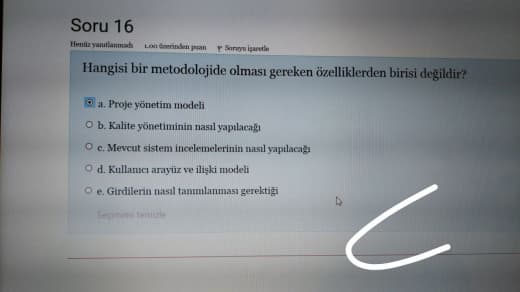 Soru 16
Henüz yanıtlanmadı 1,00 üzerinden puan Soruyu işaretle
Hangisi bir metodolojide olması gereken özelliklerden birisi değildir?
a. Proje yönetim modeli
b. Kalite yönetiminin nasıl yapılacağı
c. Mevcut sistem incelemelerinin nasıl yapılacağı
d. Kullanıcı arayüz ve ilişki modeli
e. Girdilerin nasıl tanımlanması gerektiği
Seçimimi temizle